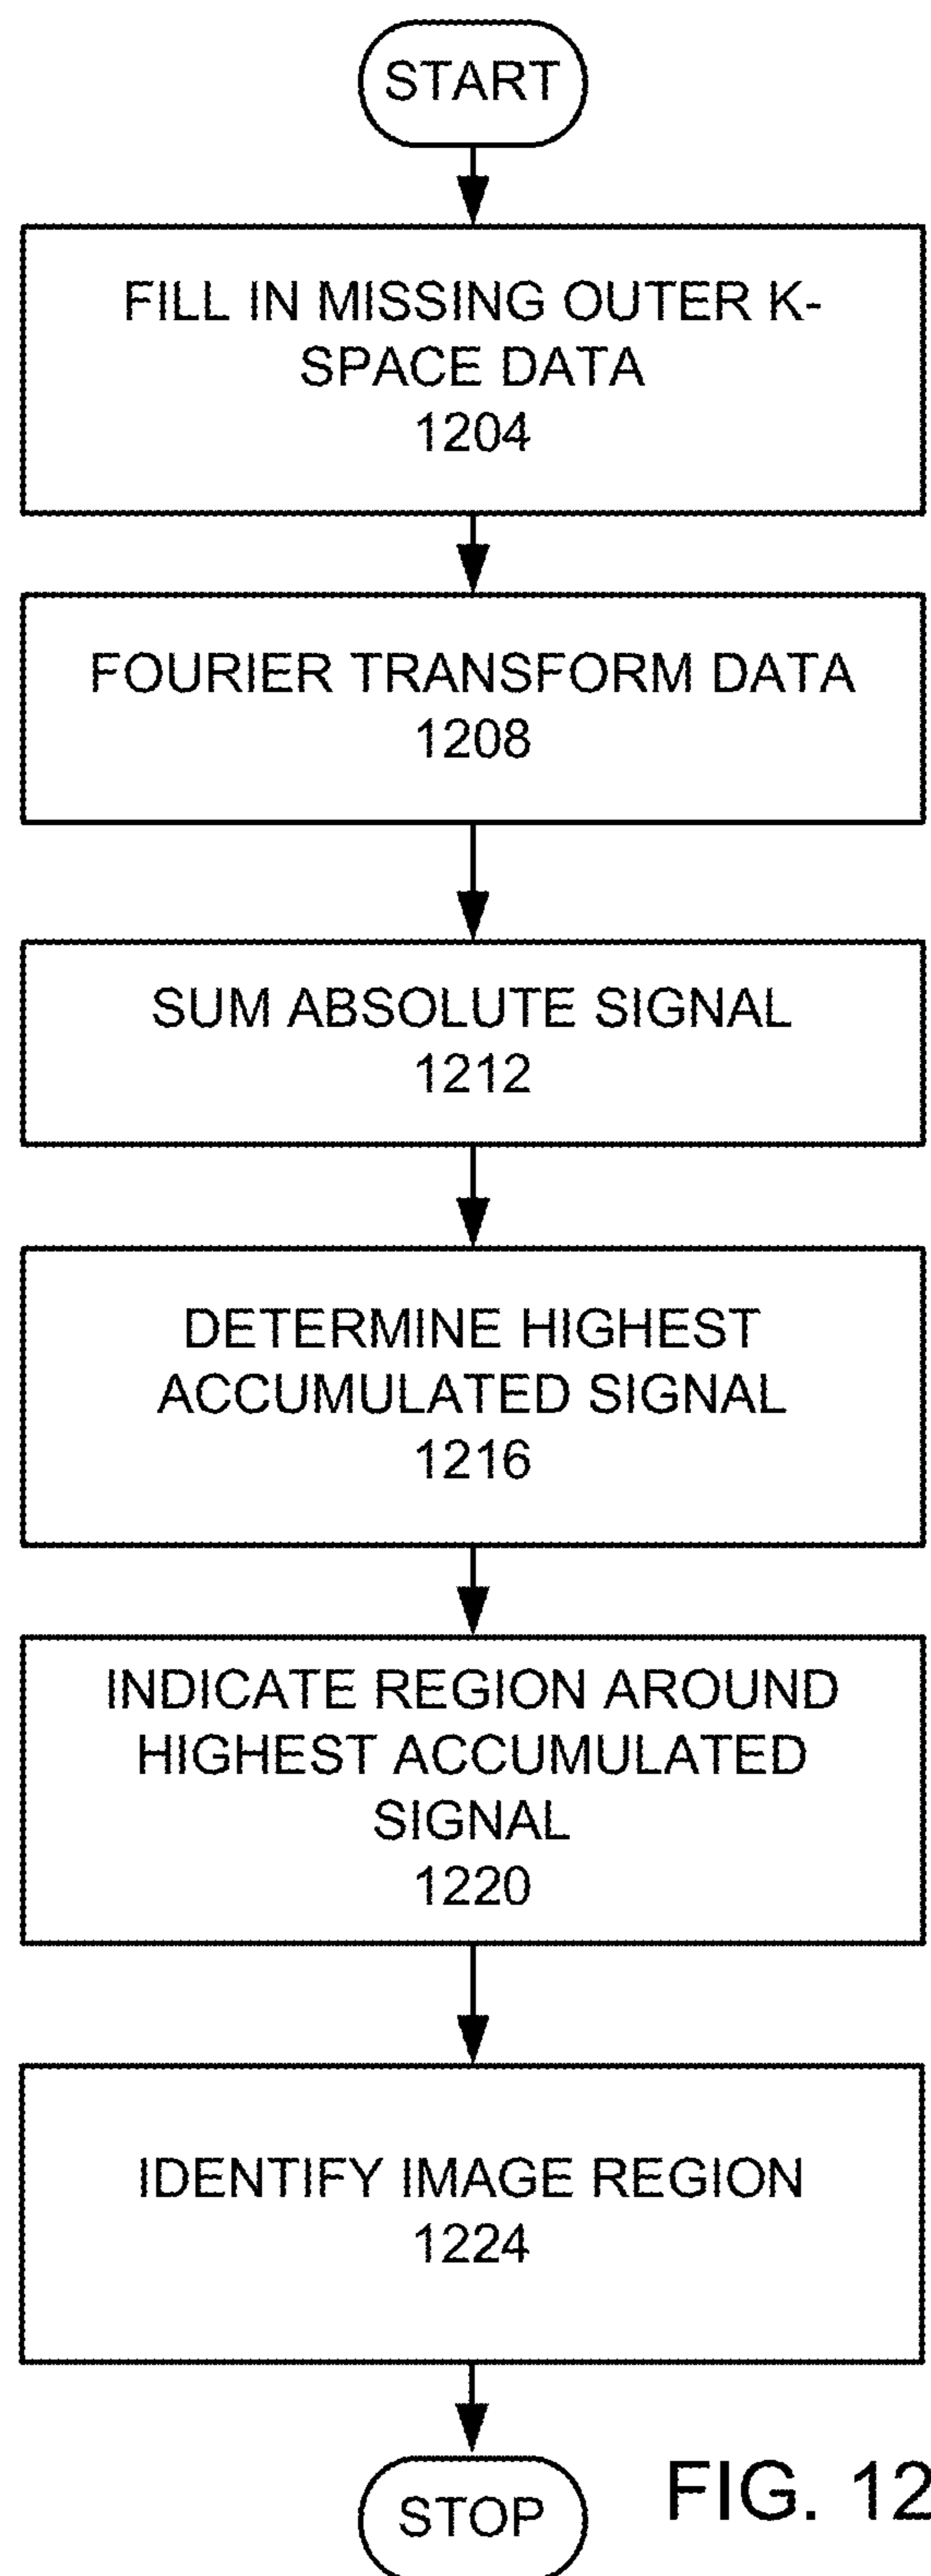 START
FILL IN MISSING OUTER K-
SPACE DATA
1204
FOURIER TRANSFORM DATA
1208
SUM ABSOLUTE SIGNAL
1212
DETERMINE HIGHEST
ACCUMULATED SIGNAL
1216
INDICATE REGION AROUND
HIGHEST ACCUMULATED
SIGNAL
1220
IDENTIFY IMAGE REGION
1224
STOP
FIG. 12